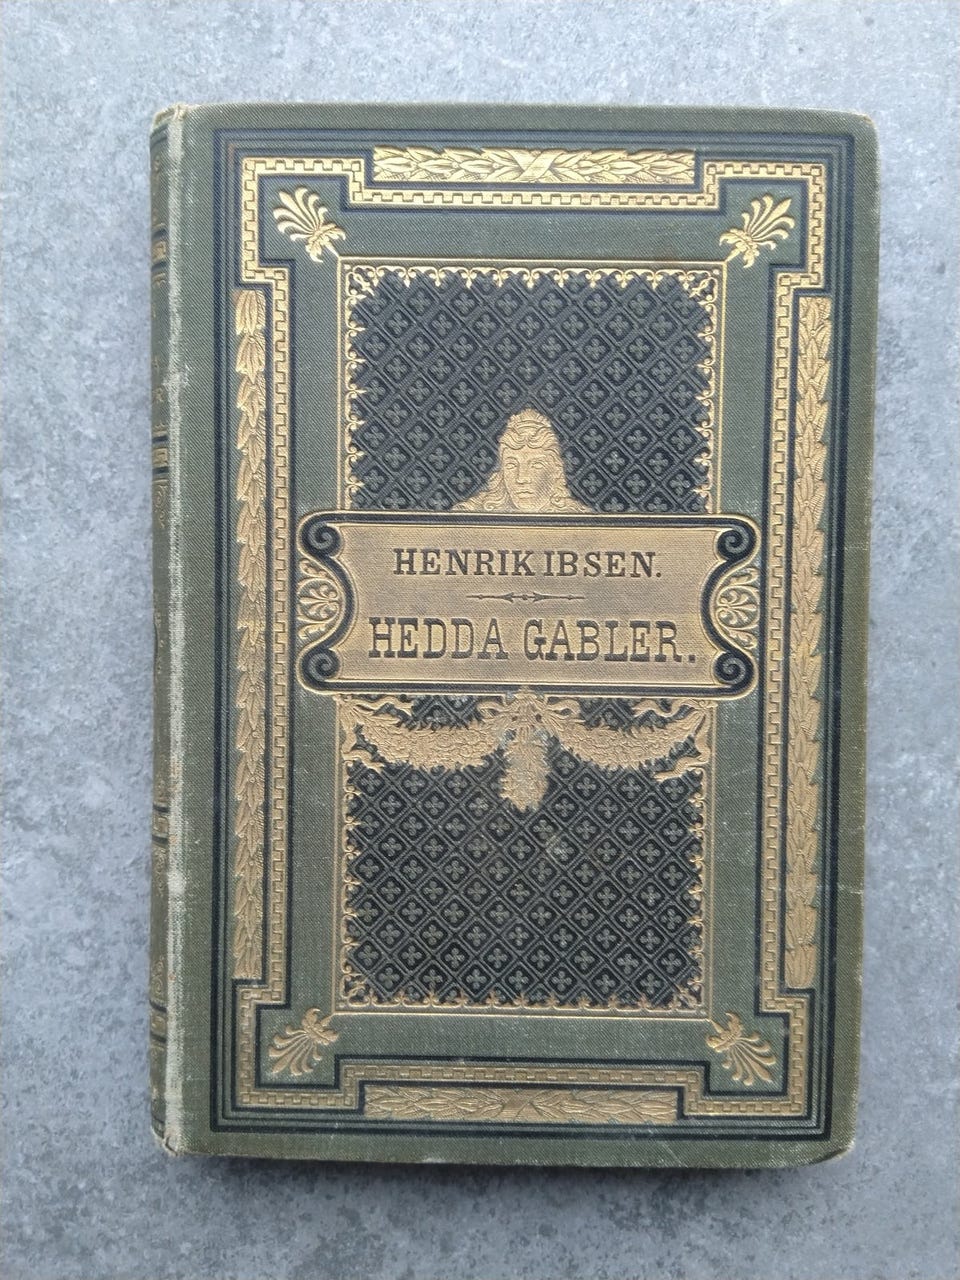 HENRIK IBSEN.
HEDDA GABLER.